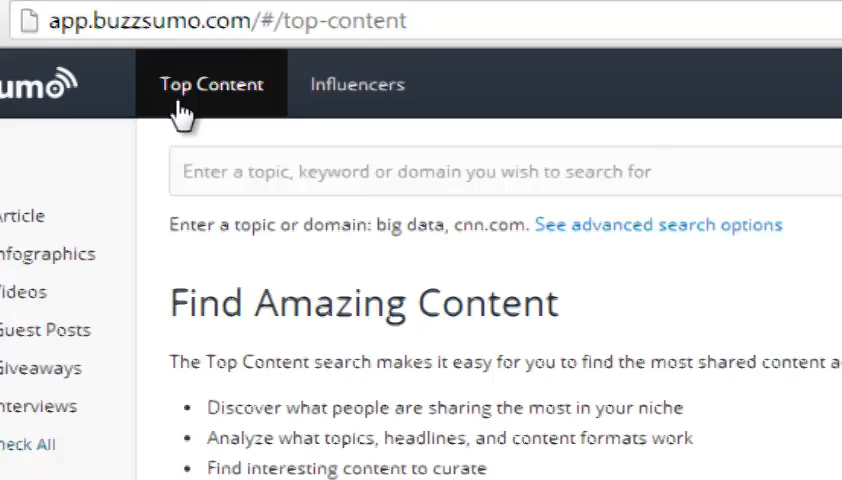 app.buzzsumo.com/#/top-content
umo
Top Content
Influencers
Enter a topic, keyword or domain you wish to search for
Enter a topic or domain: big data, cnn.com. See advanced search options
Article
nfographics
Videos
Guest Posts
Giveaways
nterviews
heck All
Find Amazing Content
The Top Content search makes it easy for you to find the most shared content a
• Discover what people are sharing the most in your niche
• Analyze what topics, headlines, and content formats work
• Find interesting content to curate